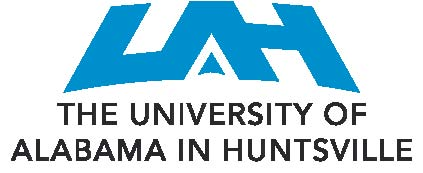 UAH
THE UNIVERSITY OF
ALABAMA IN HUNTSVILLE